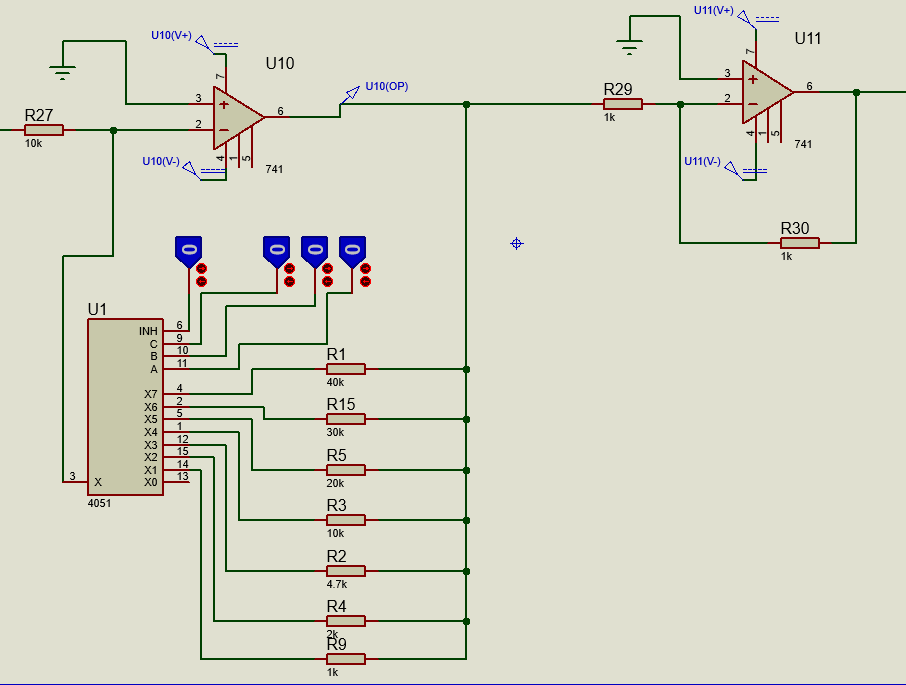 U11(V+)
U10(V+)
7
U10
7
U11
U10(OP)
3
6
2
R27
10k
4
1
5
741
U10(V-)
R29
1k
3
6
2
4
1
5
741
U11(V-)
R30
1k
0
0
0
0
U1
INH
6
C
9
B
10
A
11
X7
4
X6
2
X5
5
X4
1
X3
12
X2
15
X1
14
X0
13
3
X
4051
R1
40k
R15
30k
R5
20k
R3
10k
R2
4.7k
R4
2k
R9
1k